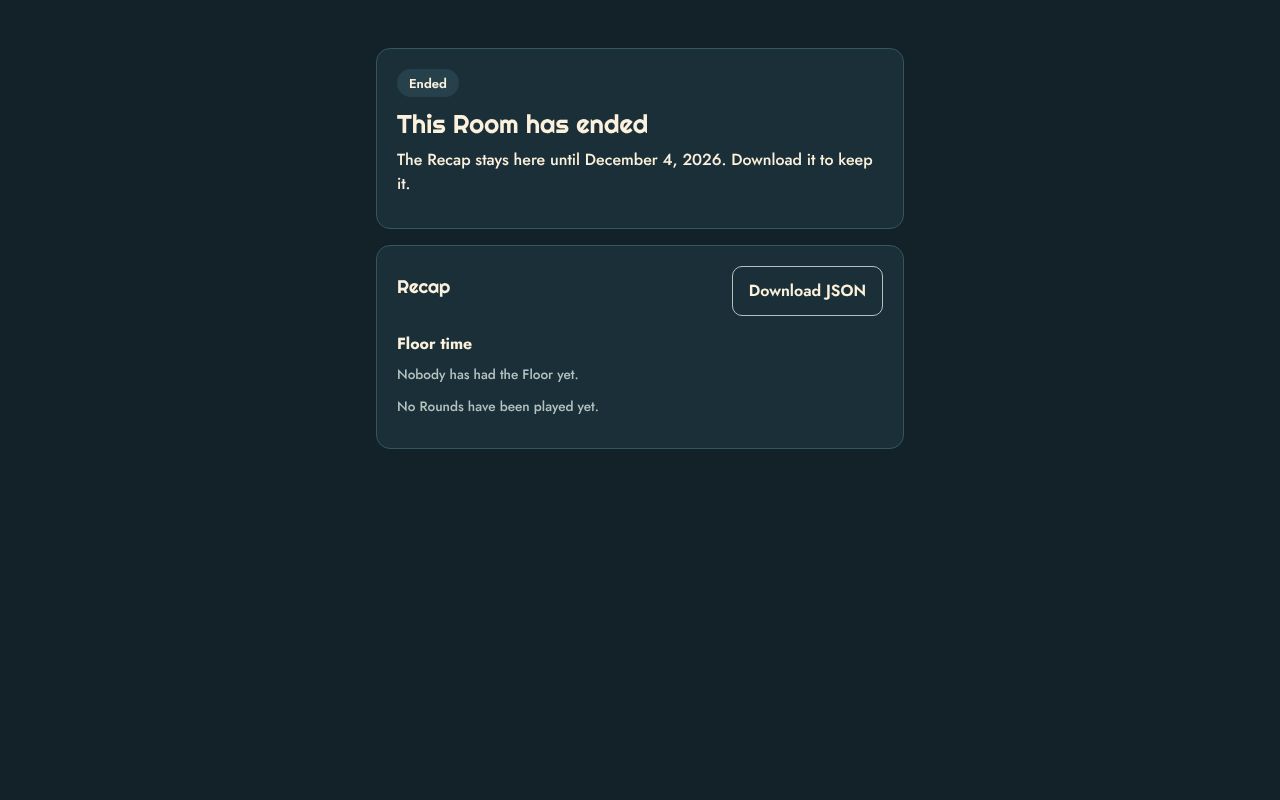 Ended
This Room has ended
The Recap stays here until December 4, 2026. Download it to keep
it.
Recap
Download JSON
Floor time
Nobody has had the Floor yet.
No Rounds have been played yet.